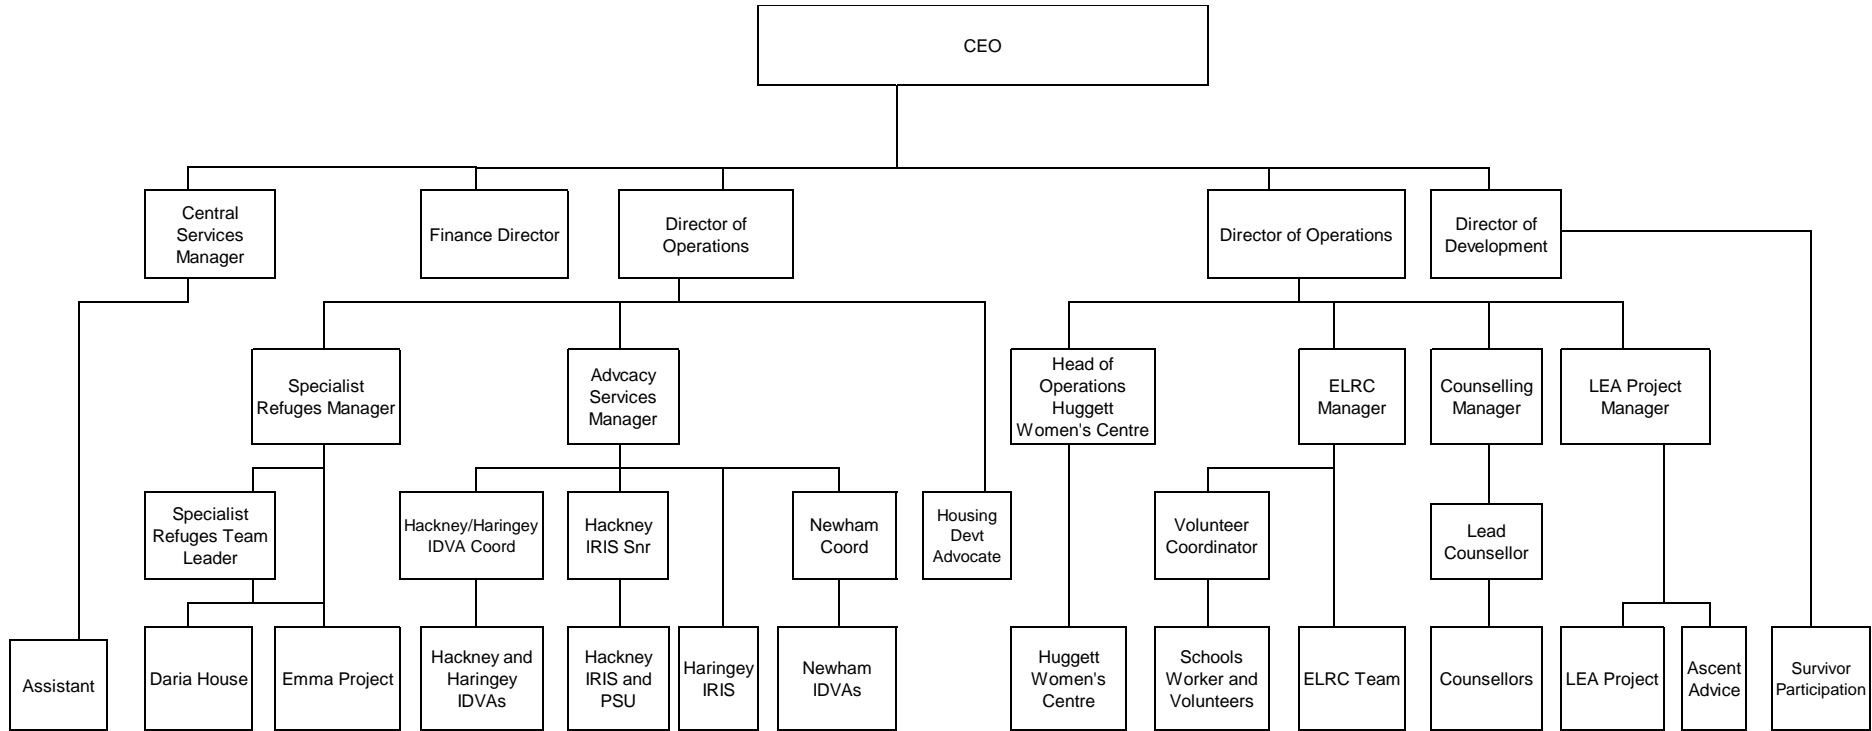 CEO
Central
Services
Manager
Finance Director
Director of
Operations
Director of Operations
Director of
Development
Specialist
Refuges Manager
Advcacy
Services
Manager
Head of
Operations
Huggett
Women's Centre
ELRC
Manager
Counselling
Manager
LEA Project
Manager
Specialist
Refuges Team
Leader
Hackney/Haringey
IDVA Coord
Hackney
IRIS Snr
Newham
Coord
Housing
Devt
Advocate
Volunteer
Coordinator
Lead
Counsellor
Assistant
Daria House
Emma Project
Hackney and
Haringey
IDVAs
Hackney
IRIS and
PSU
Haringey
IRIS
Newham
IDVAs
Huggett
Women's
Centre
Schools
Worker and
Volunteers
ELRC Team
Counsellors
LEA Project
Ascent
Advice
Survivor
Participation